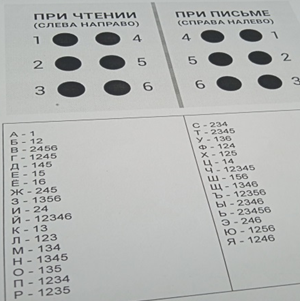 ПРИ ЧТЕНИИ
(СЛЕВА НАПРАВО)
1 4
2 5
3 6
ПРИ ПИСЬМЕ
(СПРАВА НАЛЕВО)
4 1
5 2
6 3
А - 1
Б - 12
В - 2456
Г - 1245
Д - 145
Е - 15
Ё - 16
Ж - 245
З - 1356
И - 24
Й - 12346
К - 13
Л - 123
М - 134
Н - 1345
О - 135
П - 1234
Р - 1235
С - 234
Т - 2345
У - 136
Ф - 124
Х - 125
Ц - 14
Ч - 12345
Ш - 156
Щ - 1346
Ъ - 12356
Ы - 2346
Ь - 23456
Э - 246
Ю - 1256
Я - 1246